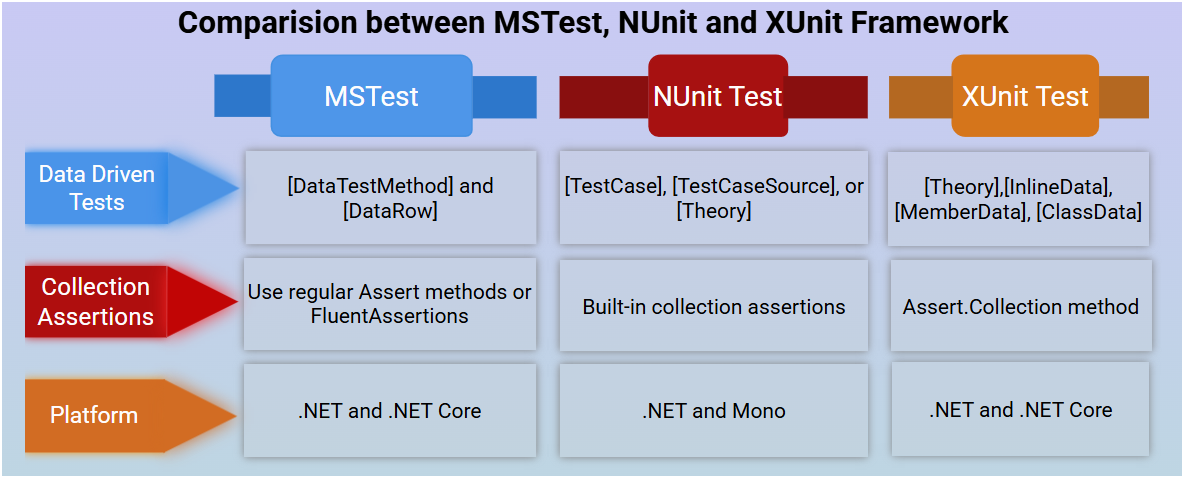 Comparision between MSTest, NUnit and XUnit Framework
MSTest
NUnit Test
XUnit Test
Data Driven
Tests
[DataTestMethod] and
[DataRow]
[TestCase], [TestCaseSource], or
[Theory]
[Theory],[InlineData],
[MemberData], [ClassData]
Collection
Assertions
Use regular Assert methods or
FluentAssertions
Built-in collection assertions
Assert.Collection method
Platform
.NET and .NET Core
.NET and Mono
.NET and .NET Core